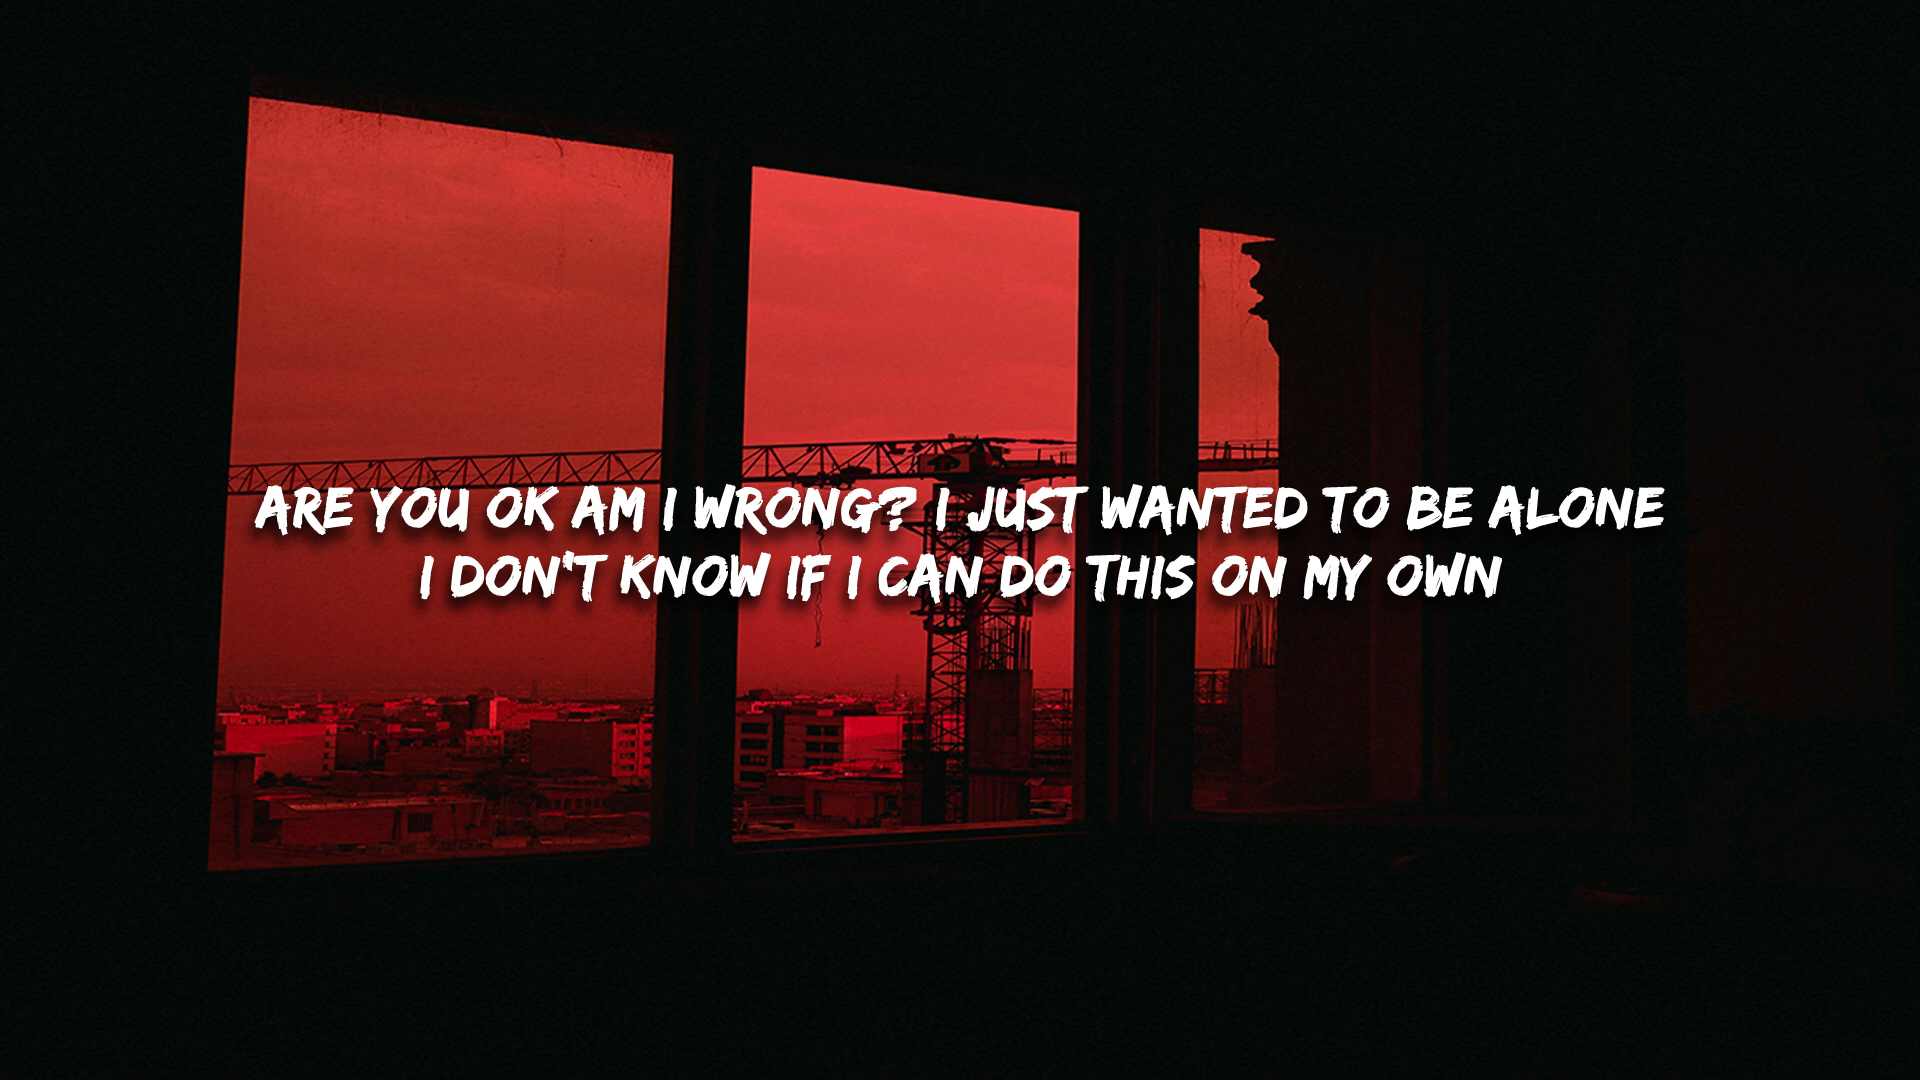 ARE YOU OK AM I WRONG? I JUST WANTED TO BE ALONE
I DON'T KNOW IF I CAN DO THIS ON MY OWN